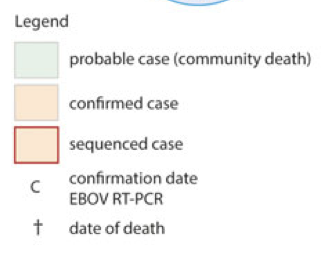 Legend
probable case (community death)
confirmed case
sequenced case
C confirmation date
EBOV RT-PCR
† date of death